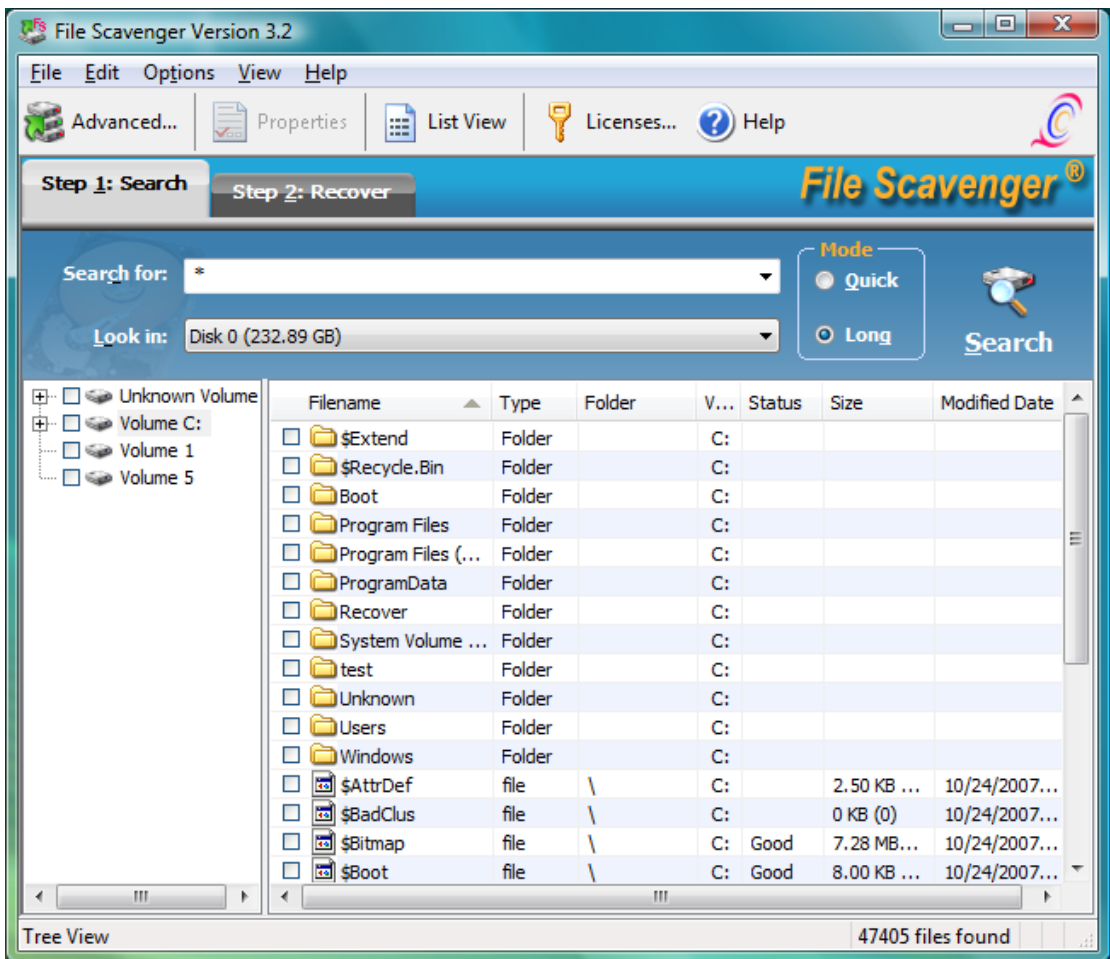 File Scavenger Version 3.2
File Edit Options View Help
Advanced... Properties List View Licenses... Help
Step 1: Search Step 2: Recover File Scavenger ®
Mode
Search for: * Quick
Look in: Disk 0 (232.89 GB) Long Search
Unknown Volume
Volume C:
Volume 1
Volume 5
Filename Type Folder V... Status Size Modified Date
$Extend Folder C:
$Recycle.Bin Folder C:
Boot Folder C:
Program Files Folder C:
Program Files (... Folder C:
ProgramData Folder C:
Recover Folder C:
System Volume ... Folder C:
test Folder C:
Unknown Folder C:
Users Folder C:
Windows Folder C:
$AttrDef file \ C: 2.50 KB ... 10/24/2007...
$BadClus file \ C: 0 KB (0) 10/24/2007...
$Bitmap file \ C: Good 7.28 MB... 10/24/2007...
$Boot file \ C: Good 8.00 KB ... 10/24/2007...
Tree View 47405 files found